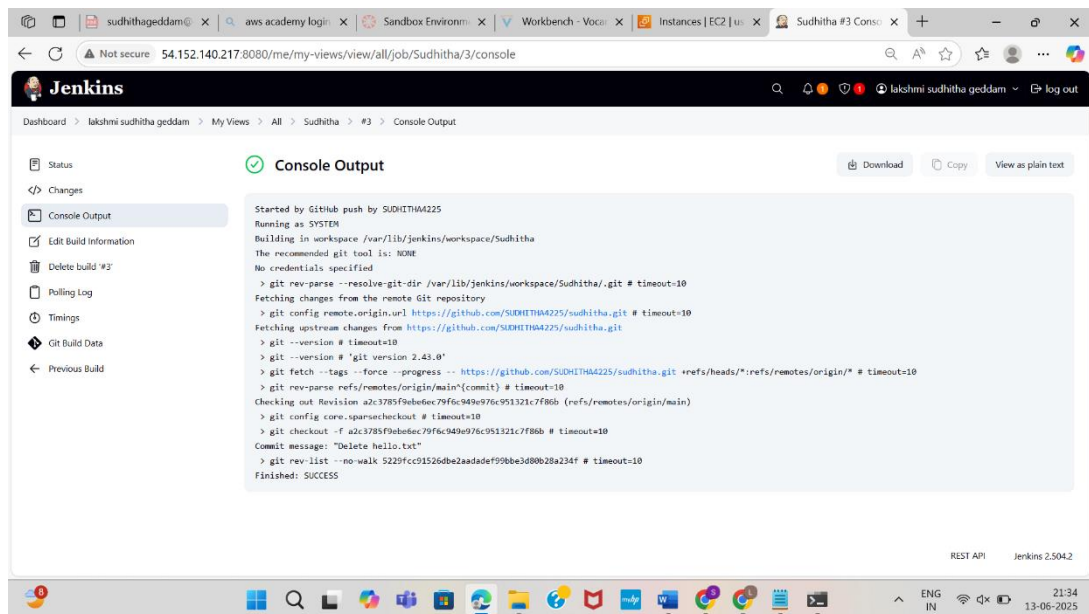 sudhithageddam@
aws academy login
Sandbox Environm
Workbench - Vocar
Instances | EC2 | us
Sudhitha #3 Conso
Not secure 54.152.140.217:8080/me/my-views/view/all/job/Sudhitha/3/console
Jenkins
1
1
lakshmi sudhitha geddam
log out
Dashboard > lakshmi sudhitha geddam > My Views > All > Sudhitha > #3 > Console Output
Status
Changes
Console Output
Edit Build Information
Delete build '#3'
Polling Log
Timings
Git Build Data
Previous Build
Console Output
Download
Copy
View as plain text
Started by GitHub push by SUDHITHA4225
Running as SYSTEM
Building in workspace /var/lib/jenkins/workspace/Sudhitha
The recommended git tool is: NONE
No credentials specified
> git rev-parse --resolve-git-dir /var/lib/jenkins/workspace/Sudhitha/.git # timeout=10
Fetching changes from the remote Git repository
> git config remote.origin.url https://github.com/SUDHITHA4225/sudhitha.git # timeout=10
Fetching upstream changes from https://github.com/SUDHITHA4225/sudhitha.git
> git --version # timeout=10
> git --version # 'git version 2.43.0'
> git fetch --tags --force --progress -- https://github.com/SUDHITHA4225/sudhitha.git +refs/heads/*:refs/remotes/origin/* # timeout=10
> git rev-parse refs/remotes/origin/main^{commit} # timeout=10
Checking out Revision a2c3785f9ebe6ec79f6c949e976c951321c7f86b (refs/remotes/origin/main)
> git config core.sparsecheckout # timeout=10
> git checkout -f a2c3785f9ebe6ec79f6c949e976c951321c7f86b # timeout=10
Commit message: "Delete hello.txt"
> git rev-list --no-walk 5229fcc91526dbe2aadadef99bbe3d80b28a234f # timeout=10
Finished: SUCCESS
REST API
Jenkins 2.504.2
8
ENG
IN
21:34
13-06-2025